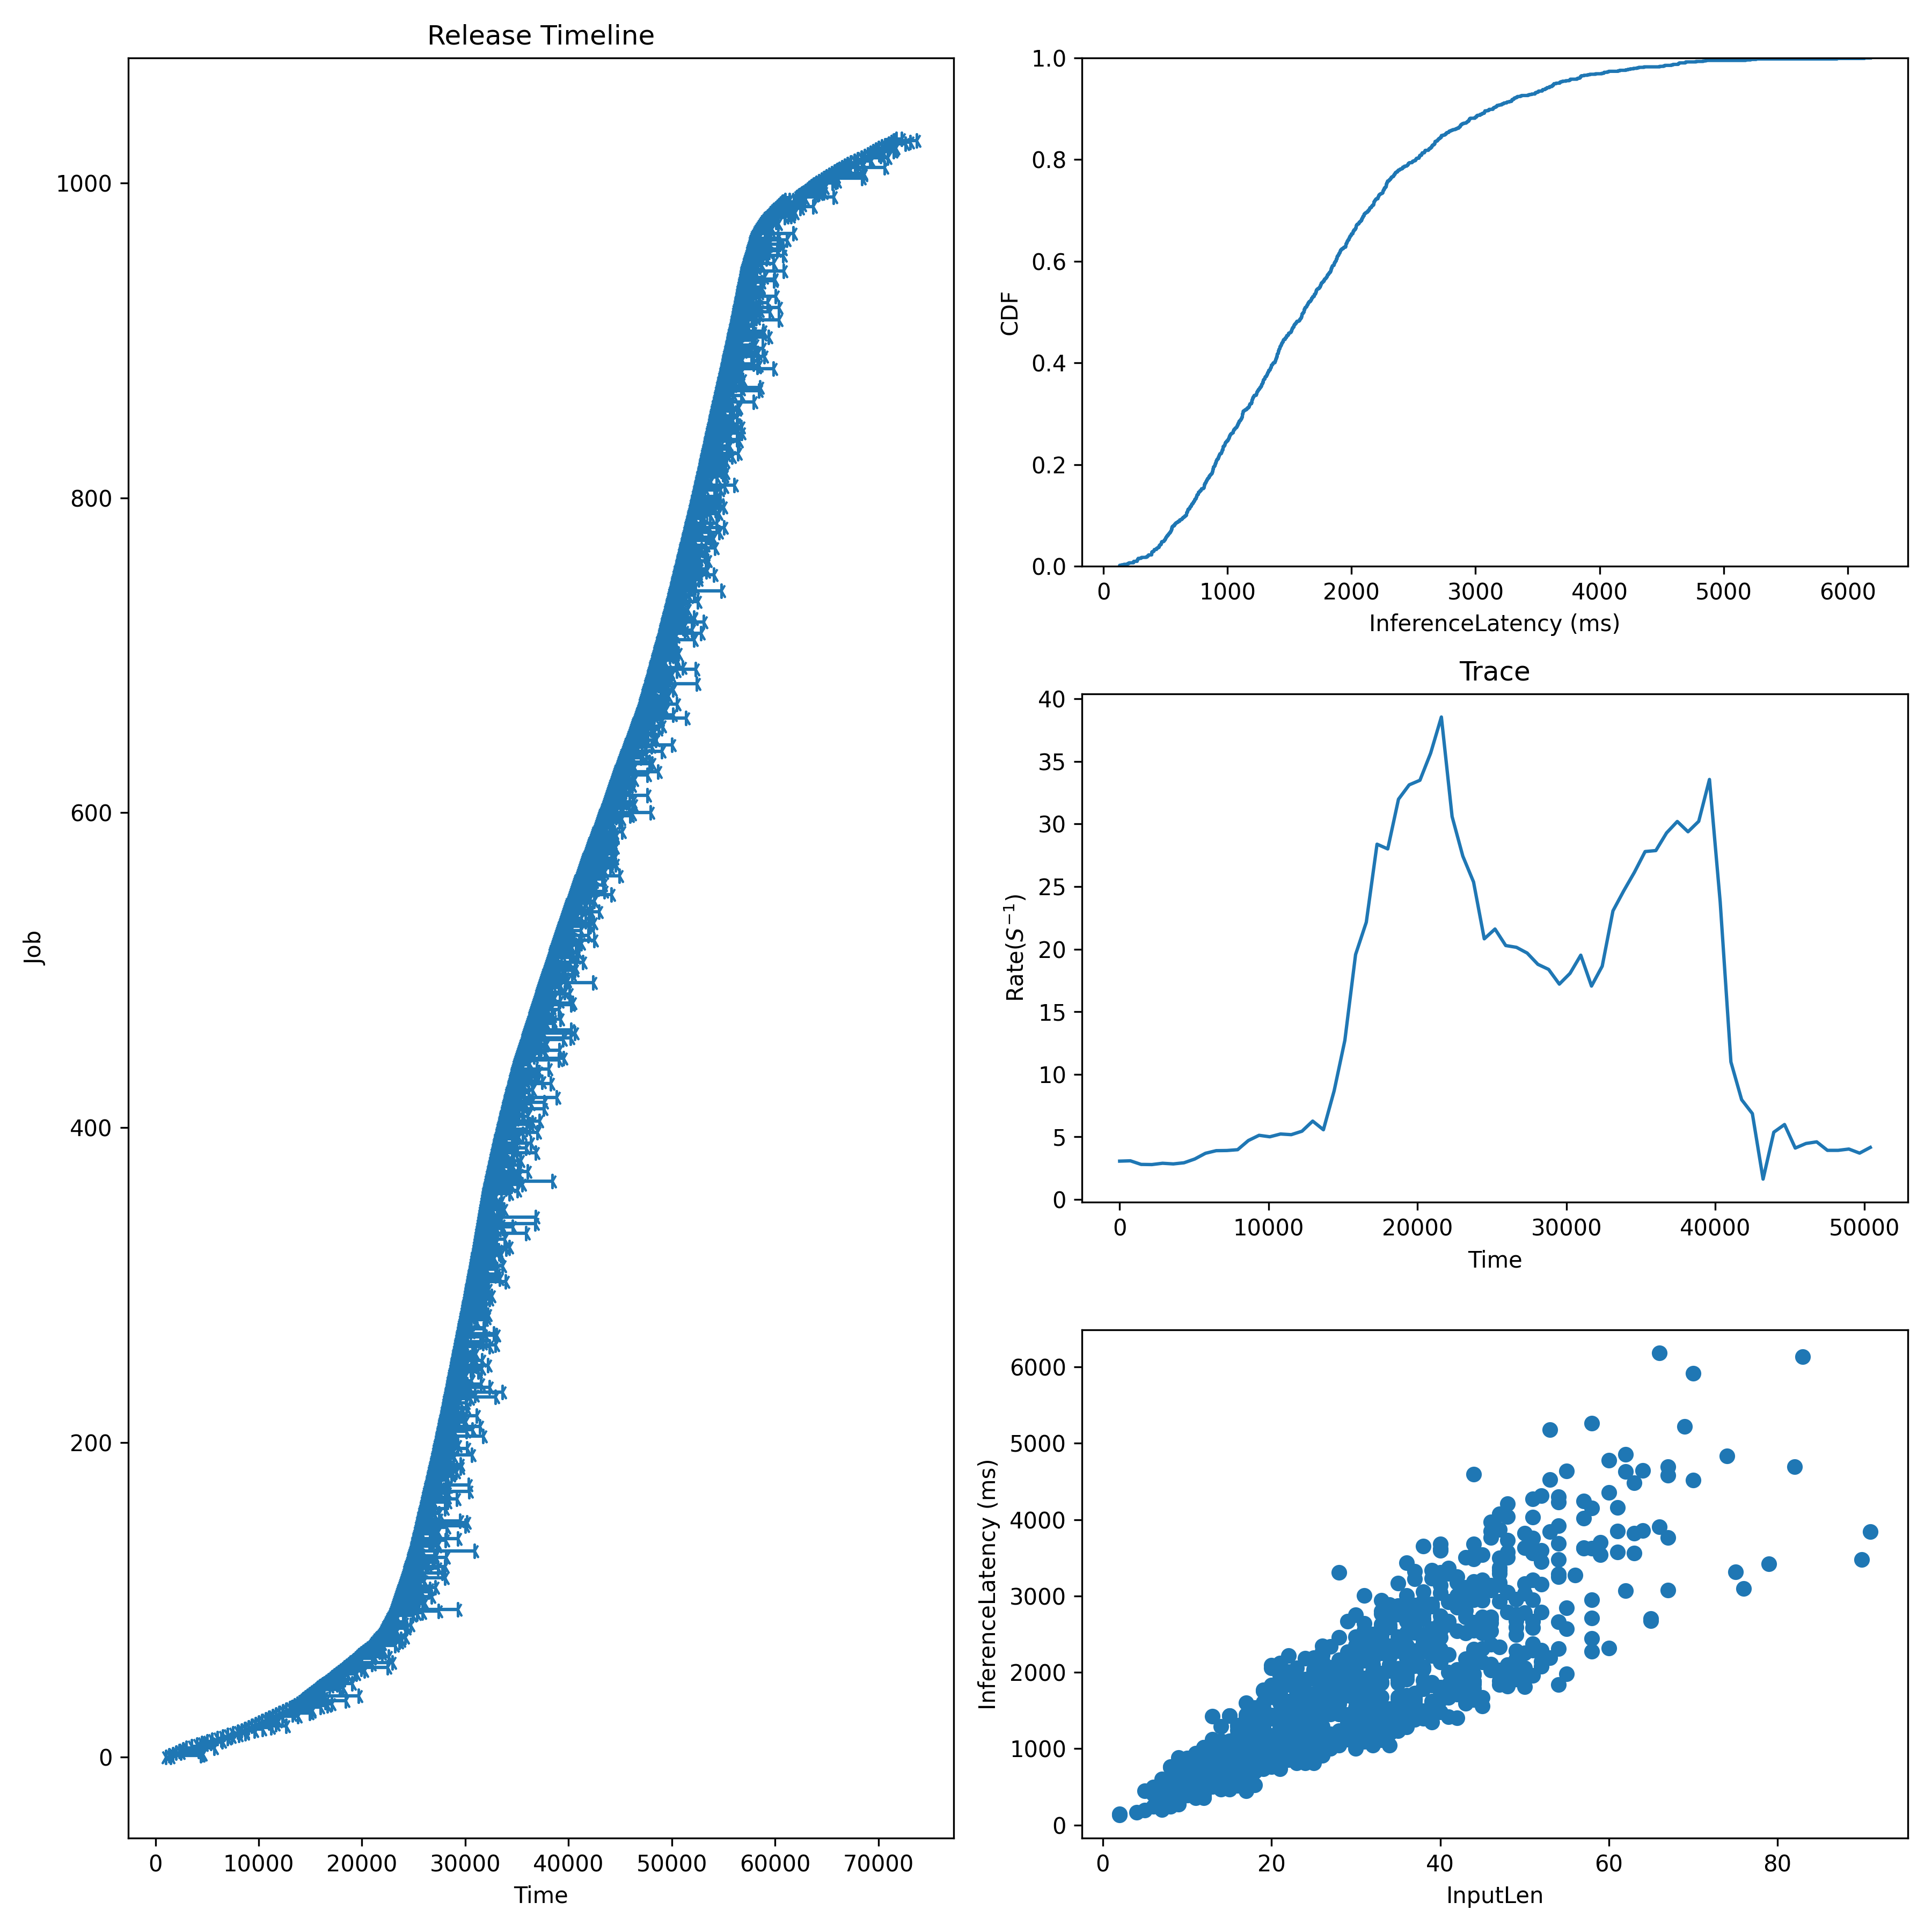 Release Timeline
1000
800
600
400
200
0
Job
0 10000 20000 30000 40000 50000 60000 70000
Time
1.0
0.8
0.6
0.4
0.2
0.0
CDF
0 1000 2000 3000 4000 5000 6000
InferenceLatency (ms)
Trace
40
35
30
25
20
15
10
5
0
Rate(S⁻¹)
0 10000 20000 30000 40000 50000
Time
6000
5000
4000
3000
2000
1000
0
InferenceLatency (ms)
0 20 40 60 80
InputLen